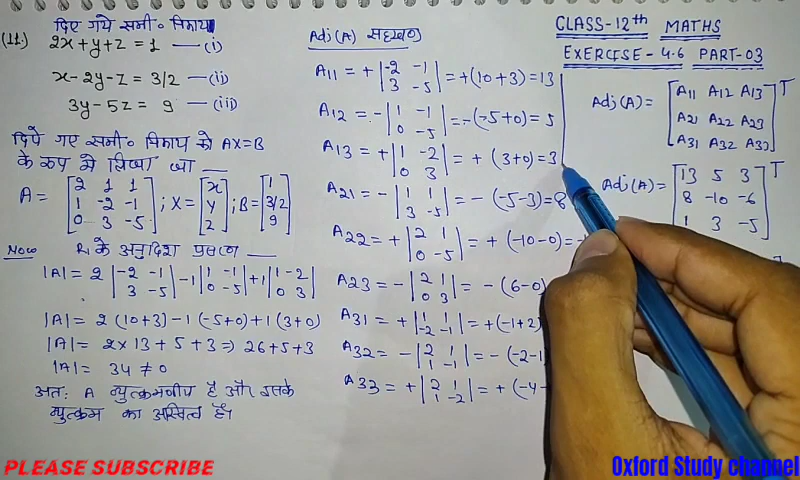 दिए गये समी० निकाय
(11.) 2x+y+z = 1 —(i)
x-2y-z = 3/2 —(ii)
3y-5z = 9 —(iii)
दिये गए समी० निकाय को AX=B
के रूप में लिखा जा —
A = [2 1 1; 1 -2 -1; 0 3 -5] ; X = [x; y; z] ; B = [1; 3/2; 9]
Now R₁ के अनुदिश प्रसरण —
|A| = 2 |-2 -1; 3 -5| -1 |1 -1; 0 -5| +1 |1 -2; 0 3|
|A| = 2 (10+3) -1 (-5+0) +1 (3+0)
|A| = 2×13 + 5 + 3 ⇒ 26+5+3
|A| = 34 ≠ 0
अतः A व्युत्क्रमणीय है और इसके
व्युत्क्रम का अस्तित्व है।
Adj(A) सहखण्ड
A11 = + |-2 -1; 3 -5| = +(10+3) = 13
A12 = - |1 -1; 0 -5| = -(-5+0) = 5
A13 = + |1 -2; 0 3| = + (3+0) = 3
A21 = - |1 1; 3 -5| = - (-5-3) = 8
A22 = + |2 1; 0 -5| = + (-10-0) = -
A23 = - |2 1; 0 3| = - (6-0)
A31 = + |1 1; -2 -1| = +(-1+2)
A32 = - |2 1; 1 -1| = - (-2-1
A33 = + |2 1; 1 -2| = + (-4-
CLASS-12th MATHS
EXERCISE - 4.6 PART-03
Adj(A) = [A11 A12 A13; A21 A22 A23; A31 A32 A33]T
Adj(A) = [13 5 3; 8 -10 -6; 1 3 -5]T
PLEASE SUBSCRIBE
Oxford Study channel